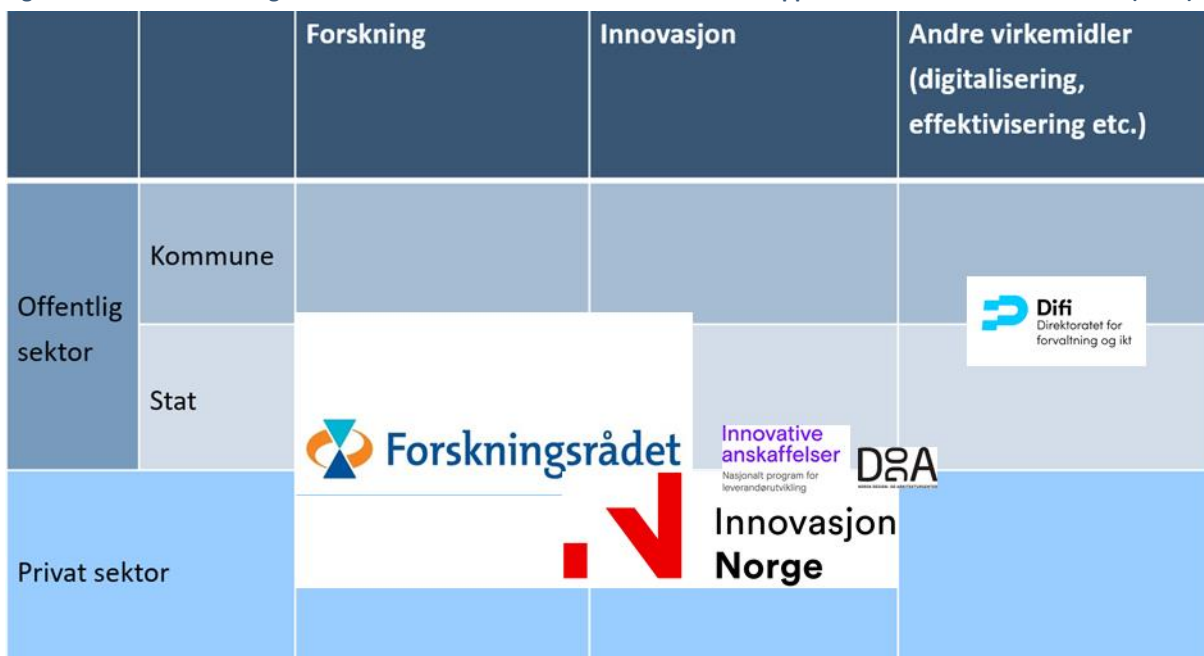 Forskning
Innovasjon
Andre virkemidler
(digitalisering,
effektivisering etc.)
Offentlig
sektor
Kommune
Difi
Direktoratet for
forvaltning og ikt
Stat
Forskningsrådet
Innovative
anskaffelser
Nasjonalt program for
leverandørutvikling
DOGA
Privat sektor
Innovasjon
Norge